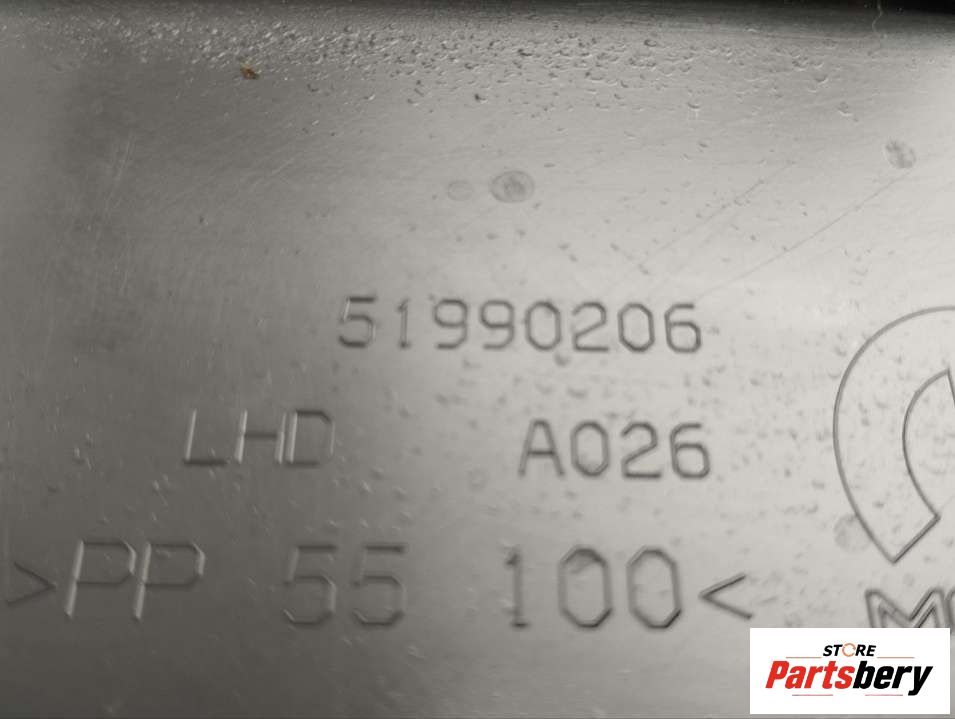 51990206
LHD A026
>PP 55 100<
STORE
Partsbery